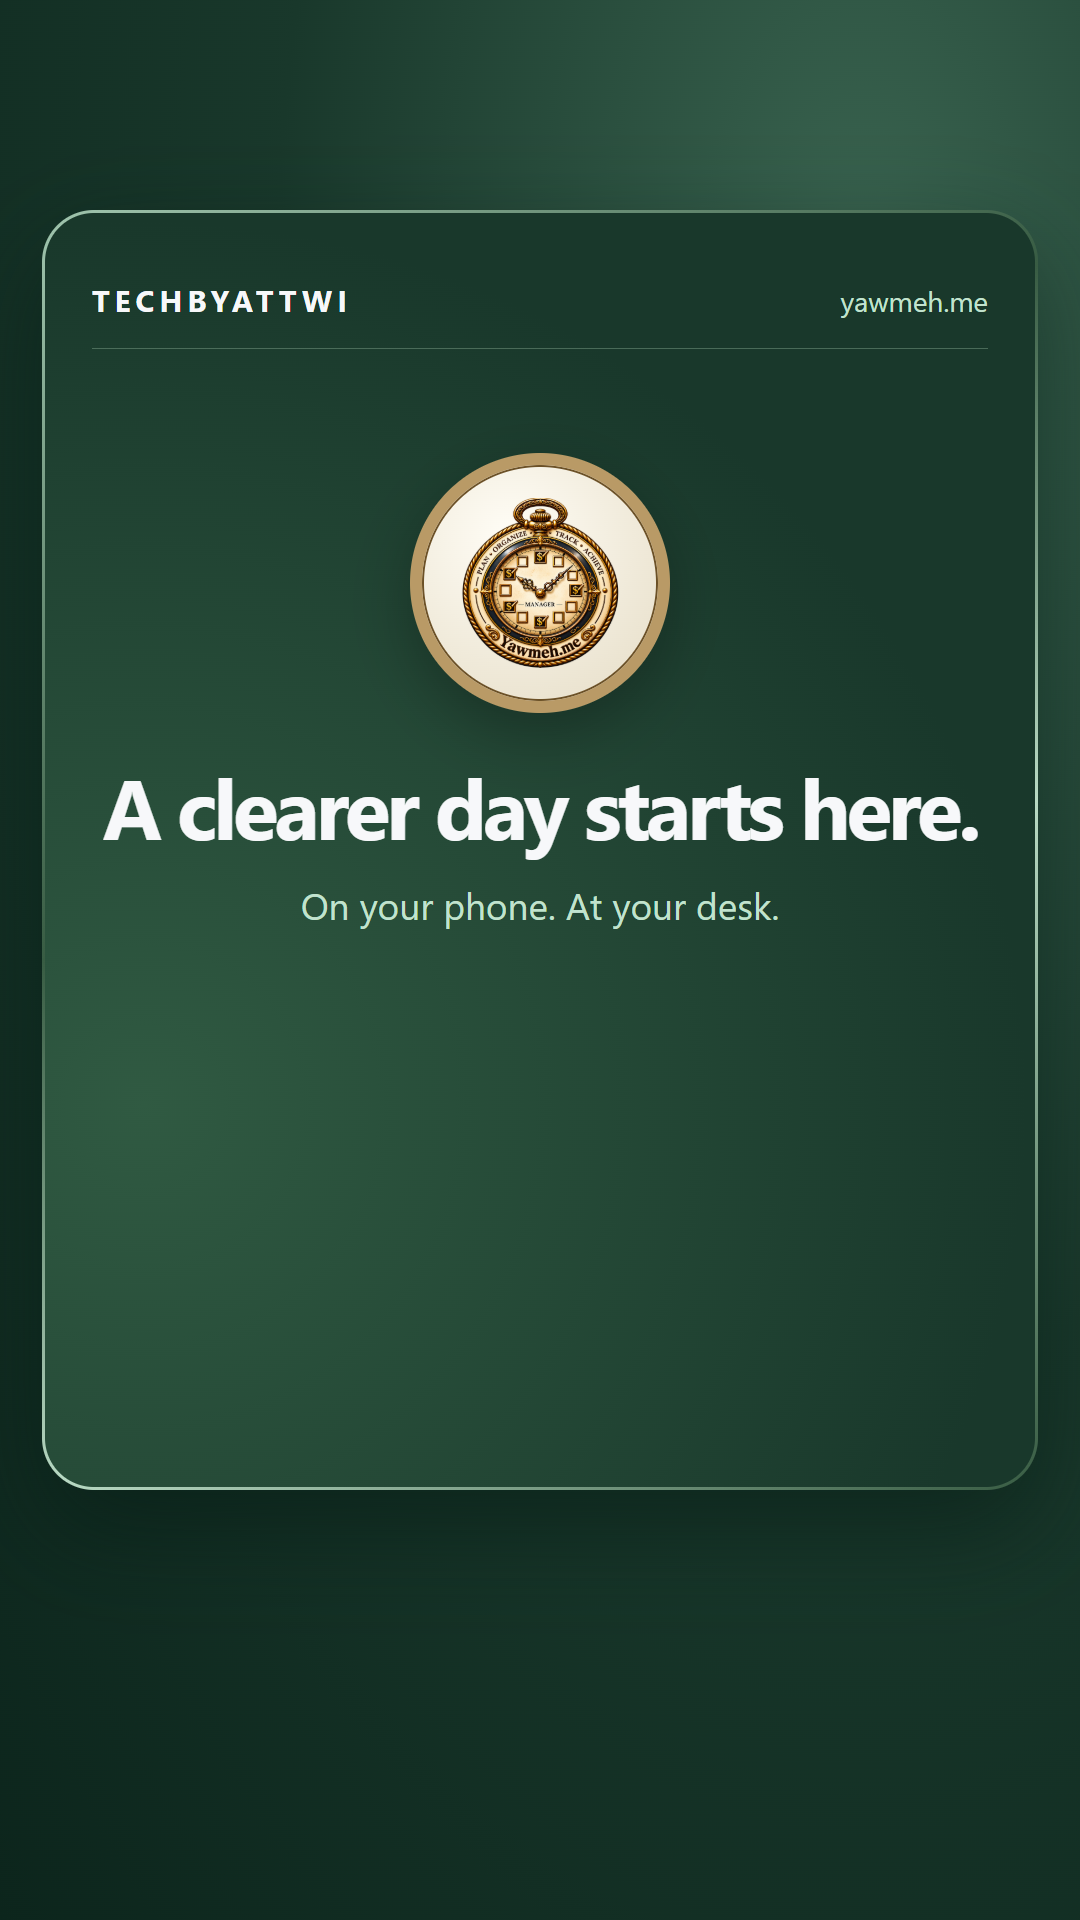 TECHBYATTWI
yawmeh.me
PLAN • ORGANIZE • TRACK • ACHIEVE
MANAGER
Yawmeh.me
A clearer day starts here.
On your phone. At your desk.